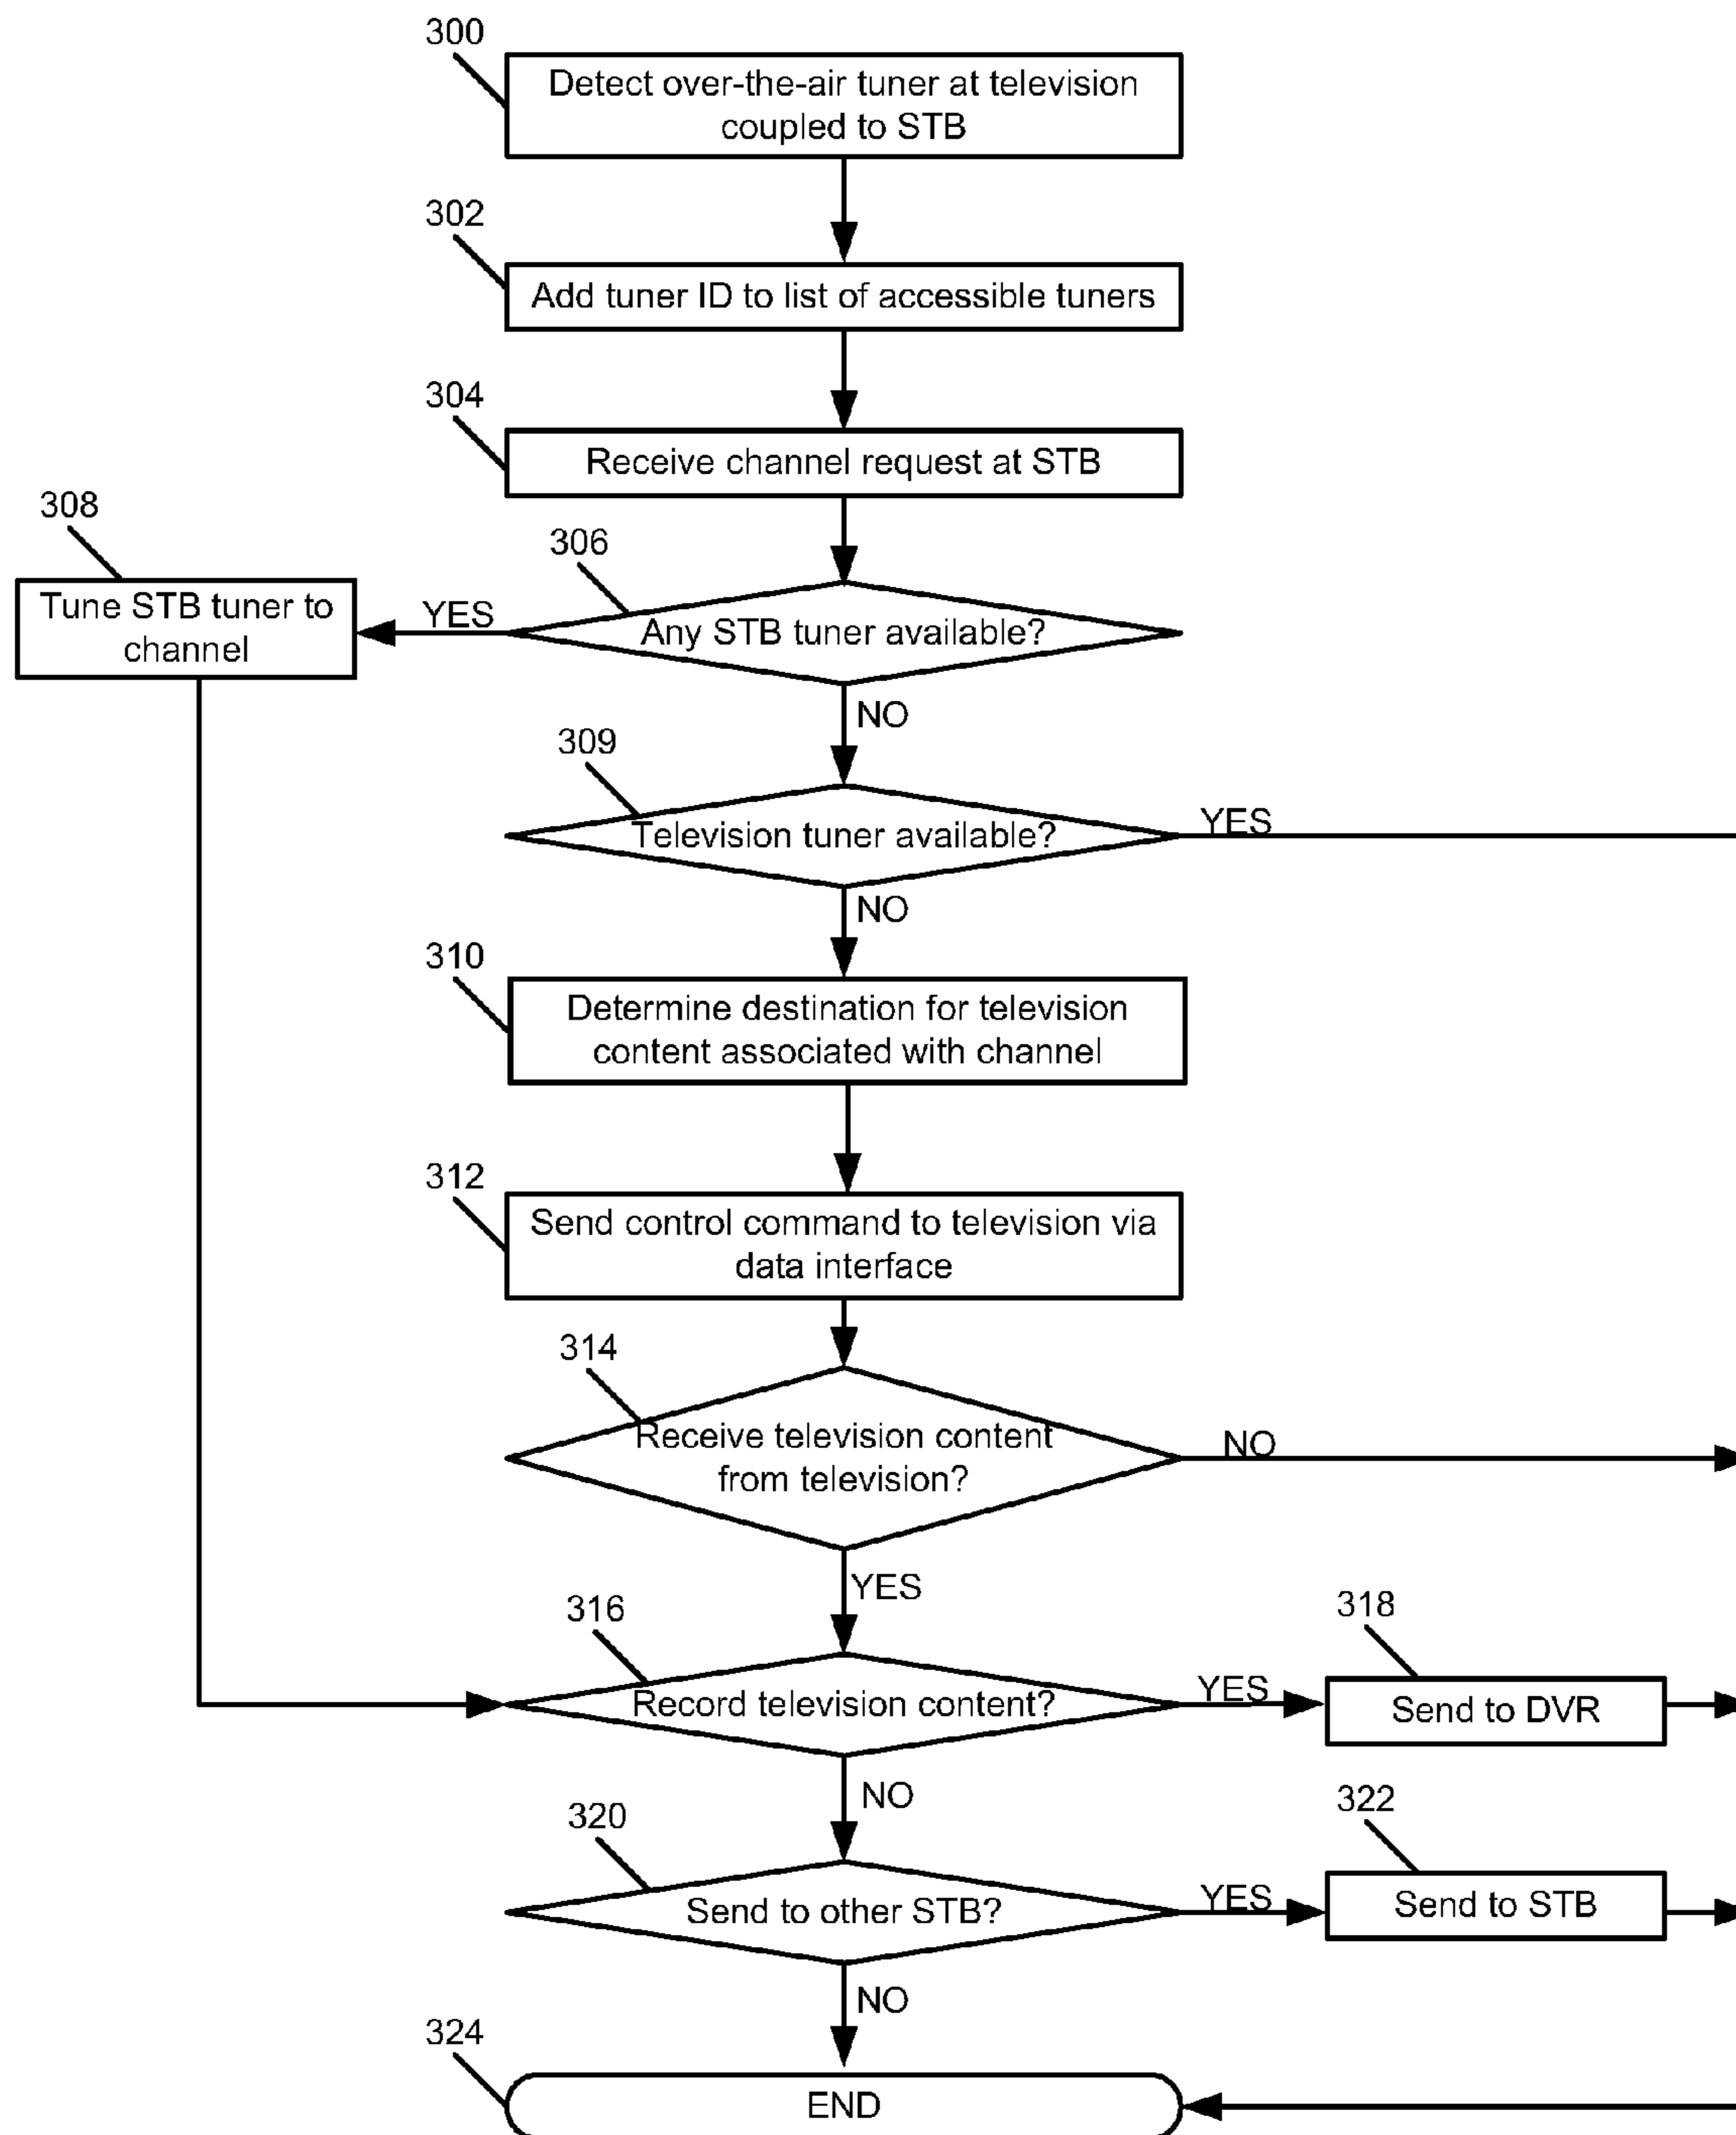 300
Detect over-the-air tuner at television
coupled to STB
302
Add tuner ID to list of accessible tuners
304
Receive channel request at STB
308
306
Tune STB tuner to
channel
YES
Any STB tuner available?
NO
309
Television tuner available?
YES
NO
310
Determine destination for television
content associated with channel
312
Send control command to television via
data interface
314
Receive television content
from television?
NO
YES
316
318
Record television content?
YES
Send to DVR
NO
320
322
Send to other STB?
YES
Send to STB
NO
324
END